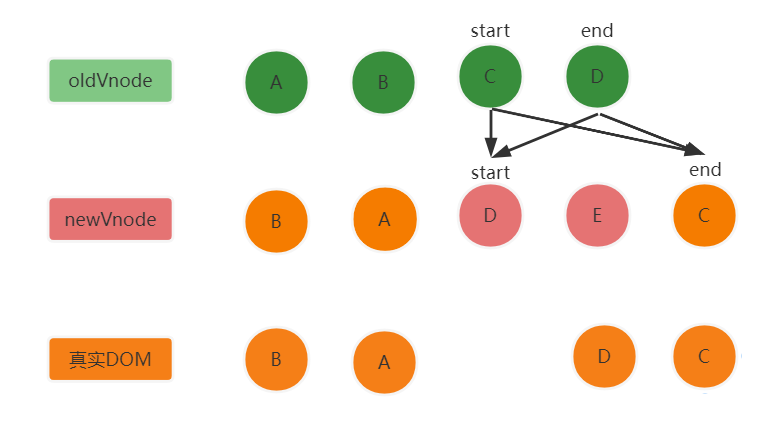 start end
oldVnode A B C D
start end
newVnode B A D E C
真实DOM B A D C